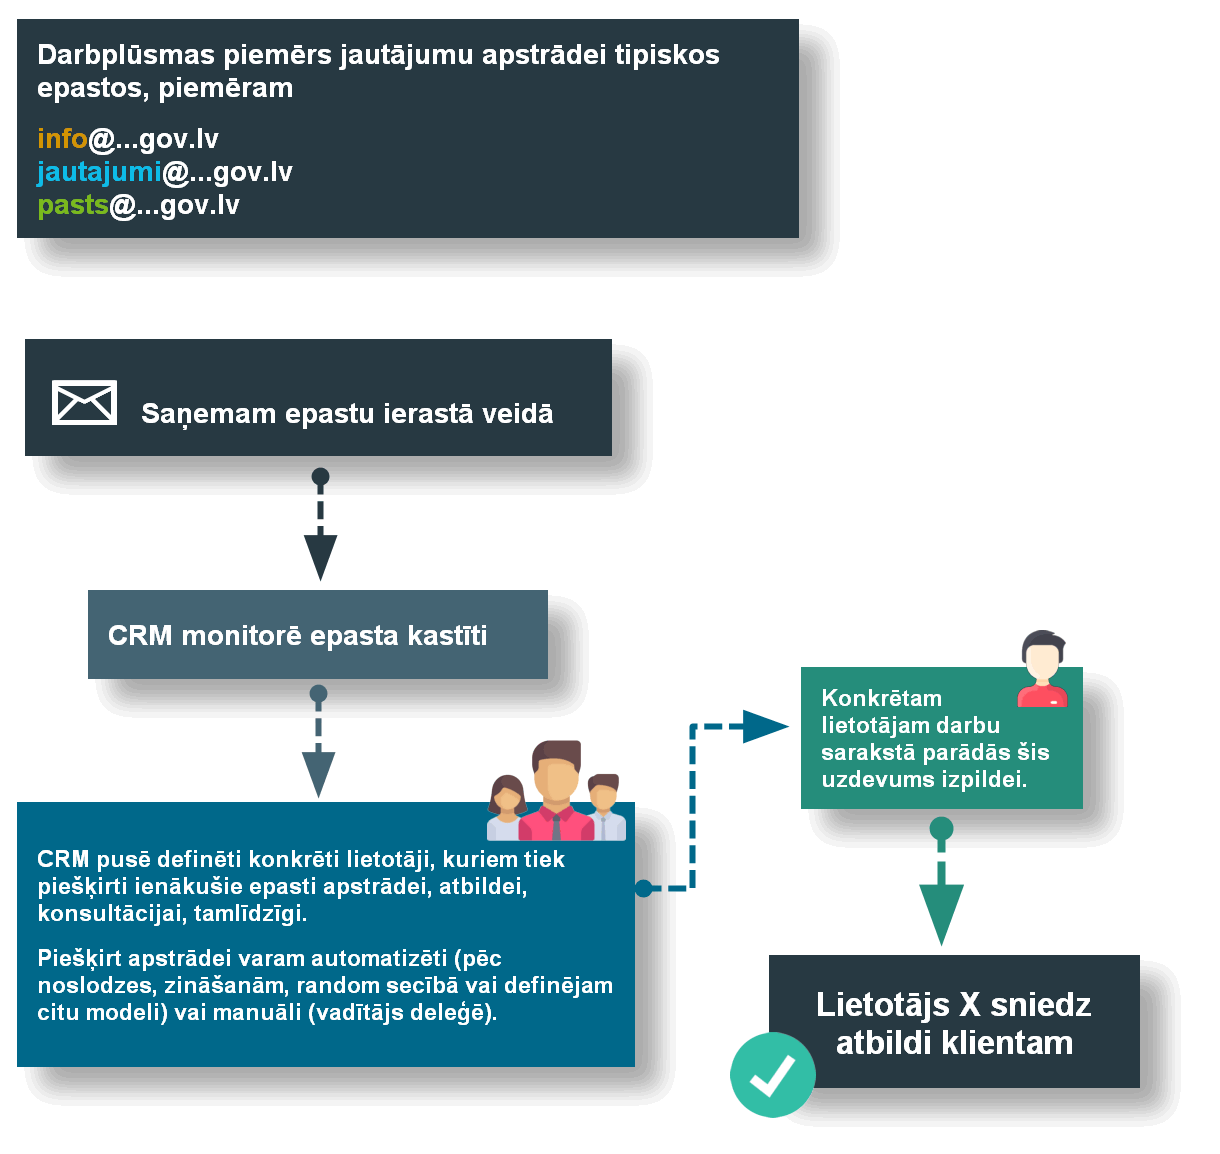 Darbplūsmas piemērs jautājumu apstrādei tipiskos
epastos, piemēram
info@...gov.lv
jautajumi@...gov.lv
pasts@...gov.lv
Saņemam epastu ierastā veidā
CRM monitorē epasta kastīti
CRM pusē definēti konkrēti lietotāji, kuriem tiek
piešķirti ienākušie epasti apstrādei, atbildei,
konsultācijai, tamlīdzīgi.
Piešķirt apstrādei varam automatizēti (pēc
noslodzes, zināšanām, random secībā vai definējam
citu modeli) vai manuāli (vadītājs deleģē).
Konkrētam
lietotājam darbu
sarakstā parādās šis
uzdevums izpildei.
Lietotājs X sniedz
atbildi klientam